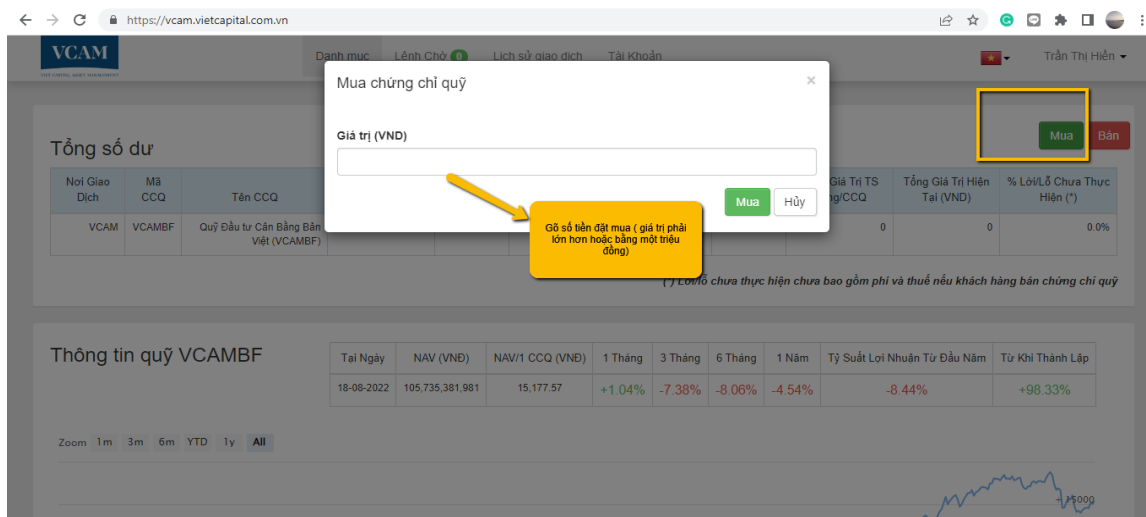 https://vcam.vietcapital.com.vn
VCAM
VIET CAPITAL ASSET MANAGEMENT
Danh mục
Lệnh Chờ 0
Lịch sử giao dịch
Tài Khoản
Trần Thị Hiền
Mua chứng chỉ quỹ
×
Giá trị (VND)
Mua
Hủy
Gõ số tiền đặt mua ( giá trị phải
lớn hơn hoặc bằng một triệu
đồng)
Mua
Bán
Tổng số dư
Nơi Giao
Dịch
Mã
CCQ
Tên CCQ
Giá Trị TS
ng/CCQ
Tổng Giá Trị Hiện
Tại (VND)
% Lời/Lỗ Chưa Thực
Hiện (*)
VCAM
VCAMBF
Quỹ Đầu tư Cân Bằng Bản
Việt (VCAMBF)
0
0
0.0%
(*) Lời/lỗ chưa thực hiện chưa bao gồm phí và thuế nếu khách hàng bán chứng chỉ quỹ
Thông tin quỹ VCAMBF
Tại Ngày
NAV (VNĐ)
NAV/1 CCQ (VNĐ)
1 Tháng
3 Tháng
6 Tháng
1 Năm
Tỷ Suất Lợi Nhuận Từ Đầu Năm
Từ Khi Thành Lập
18-08-2022
105,735,381,981
15,177.57
+1.04%
-7.38%
-8.06%
-4.54%
-8.44%
+98.33%
Zoom 1m 3m 6m YTD 1y All
15000